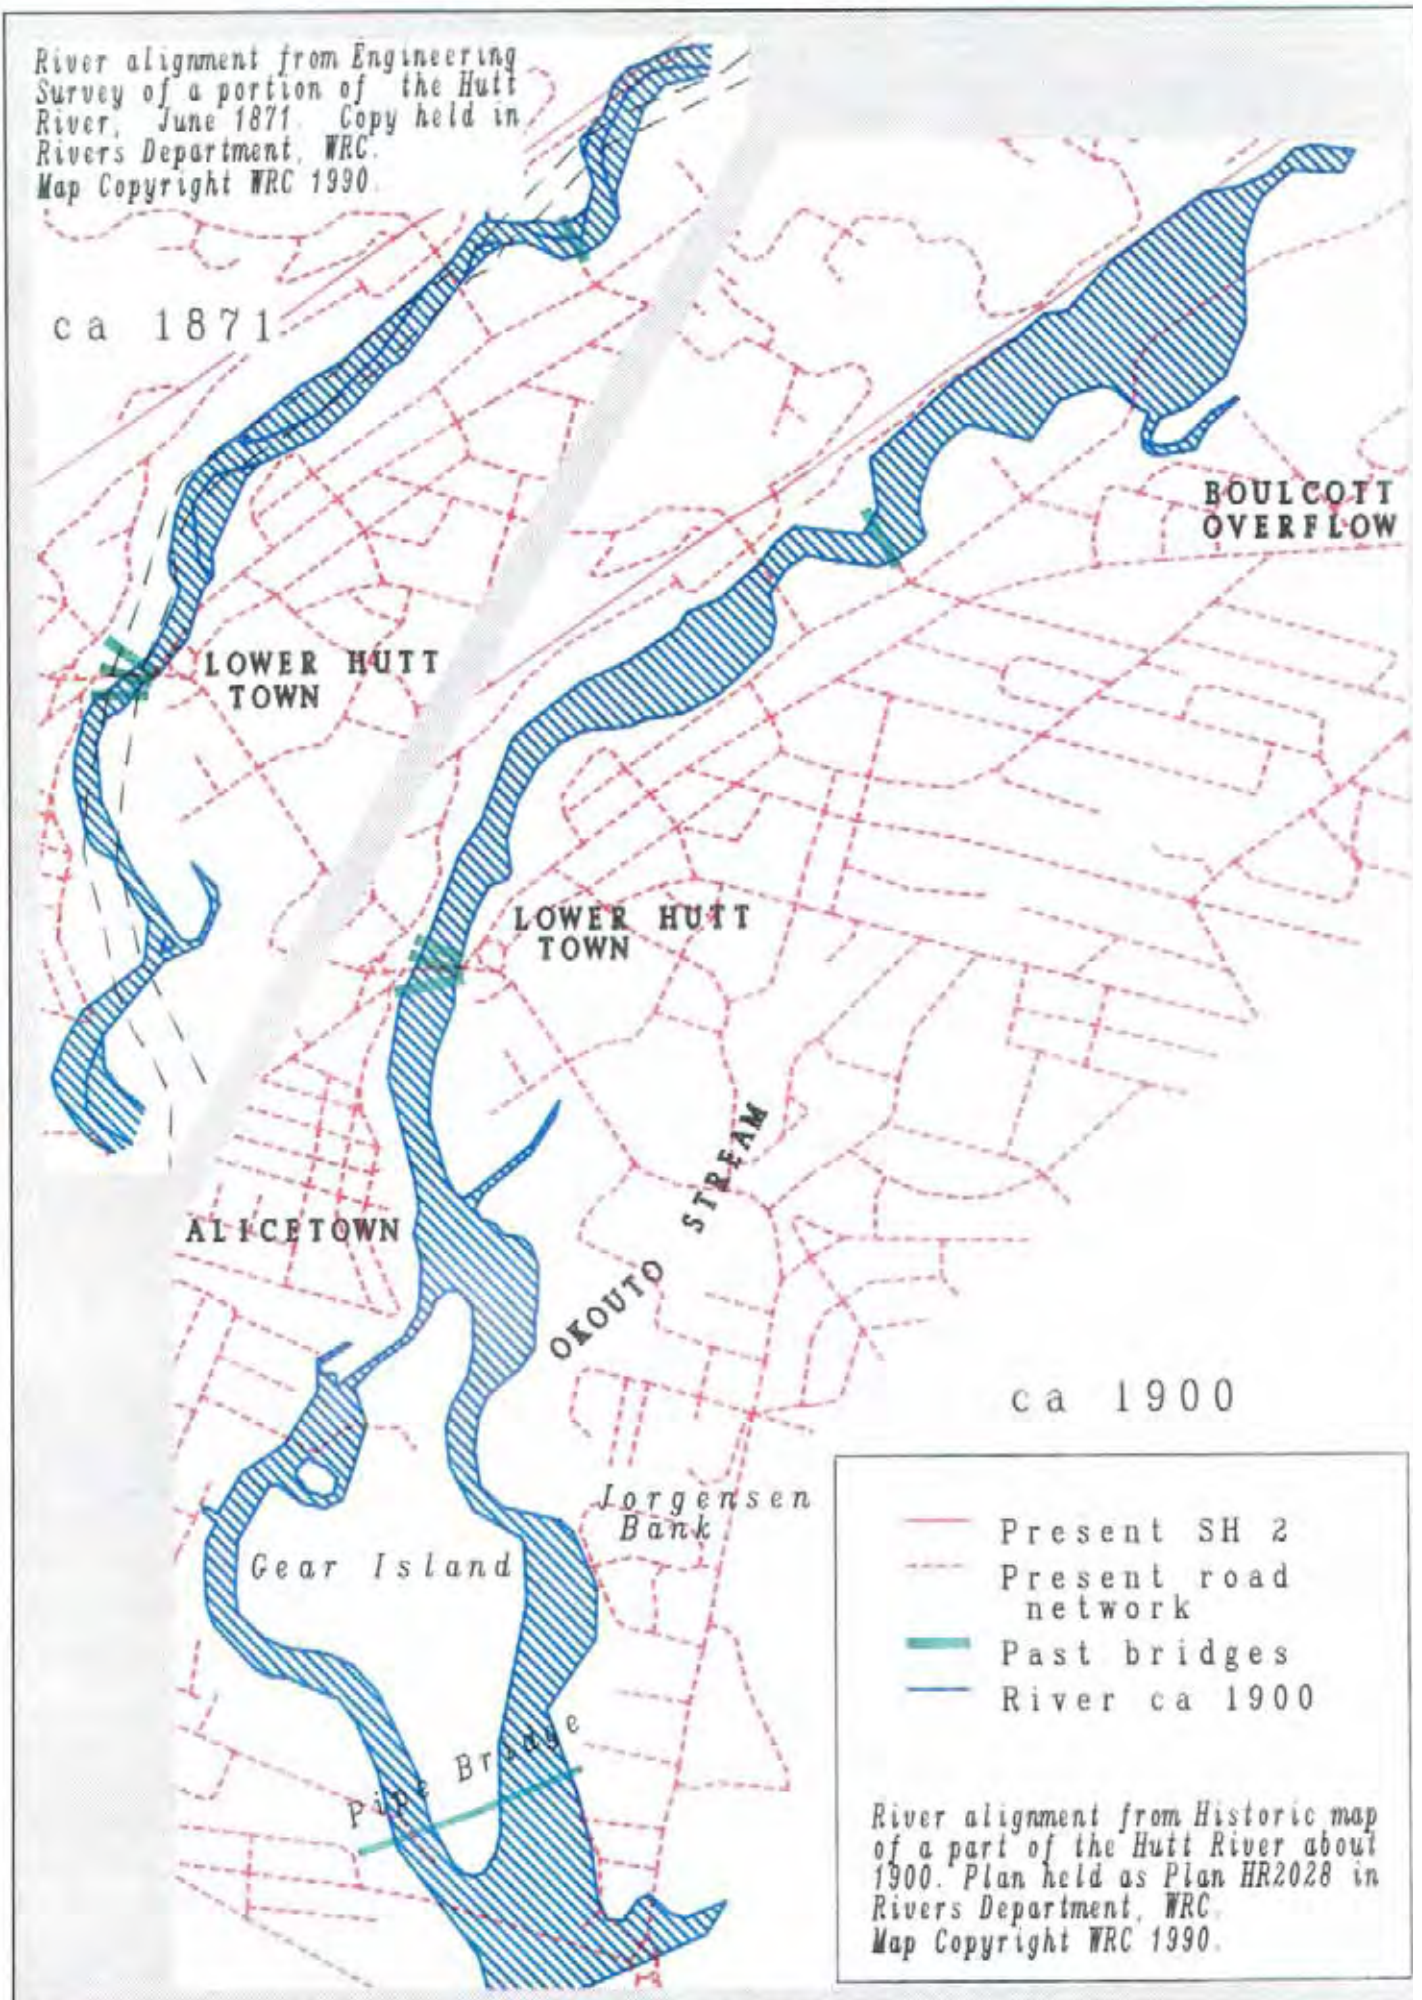 River alignment from Engineering
Survey of a portion of the Hutt
River, June 1871. Copy held in
Rivers Department, WRC.
Map Copyright WRC 1990.
ca 1871
LOWER HUTT
TOWN
BOULCOTT
OVERFLOW
LOWER HUTT
TOWN
OKOUTO STREAM
ALICETOWN
ca 1900
Jorgensen
Bank
Gear Island
Pipe Bridge
Present SH 2
Present road
network
Past bridges
River ca 1900
River alignment from Historic map
of a part of the Hutt River about
1900. Plan held as Plan HR2028 in
Rivers Department, WRC.
Map Copyright WRC 1990.